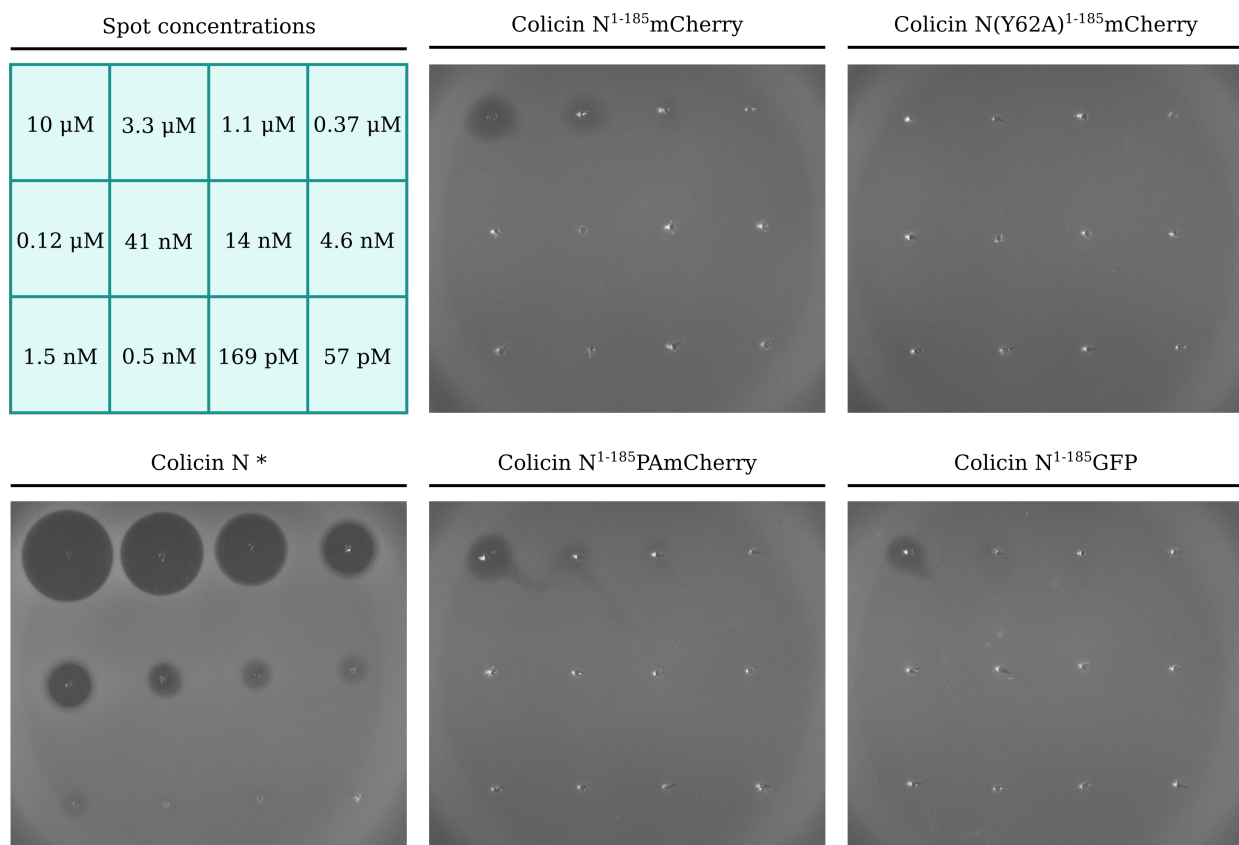 Spot concentrations
Colicin N¹⁻¹⁸⁵mCherry
Colicin N(Y62A)¹⁻¹⁸⁵mCherry
10 μM 3.3 μM 1.1 μM 0.37 μM
0.12 μM 41 nM 14 nM 4.6 nM
1.5 nM 0.5 nM 169 pM 57 pM
Colicin N *
Colicin N¹⁻¹⁸⁵PAmCherry
Colicin N¹⁻¹⁸⁵GFP